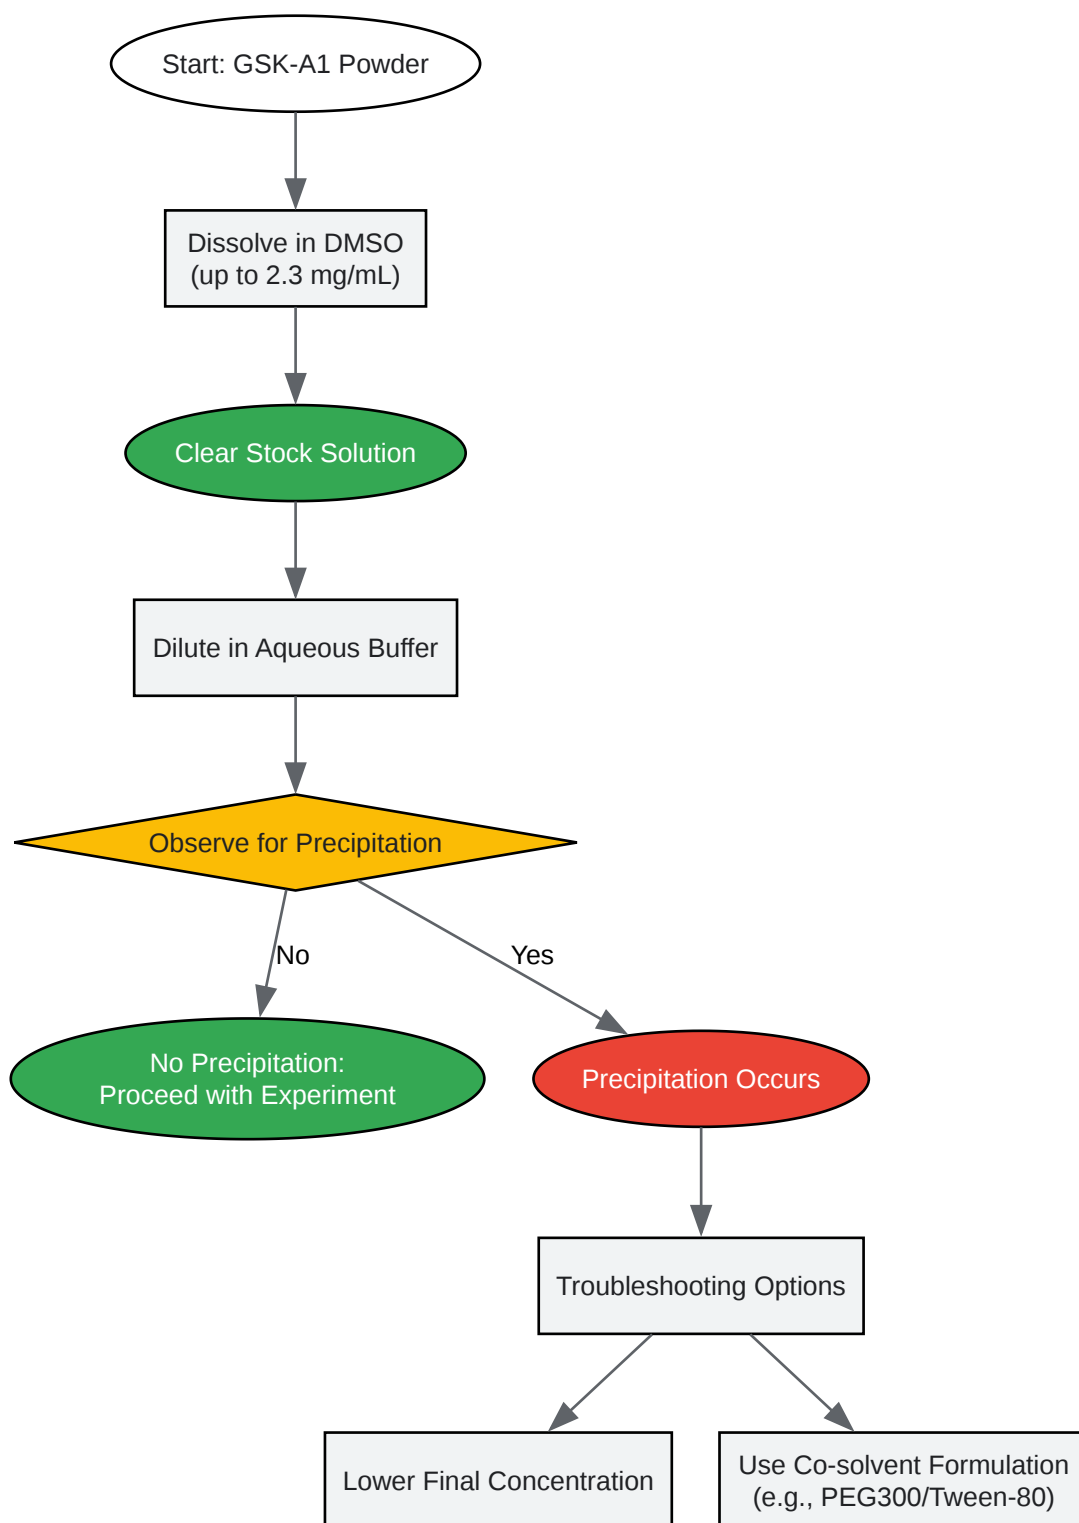 Start: GSK-A1 Powder
Dissolve in DMSO
(up to 2.3 mg/mL)
Clear Stock Solution
Dilute in Aqueous Buffer
Observe for Precipitation
No
Yes
No Precipitation:
Proceed with Experiment
Precipitation Occurs
Troubleshooting Options
Lower Final Concentration
Use Co-solvent Formulation
(e.g., PEG300/Tween-80)